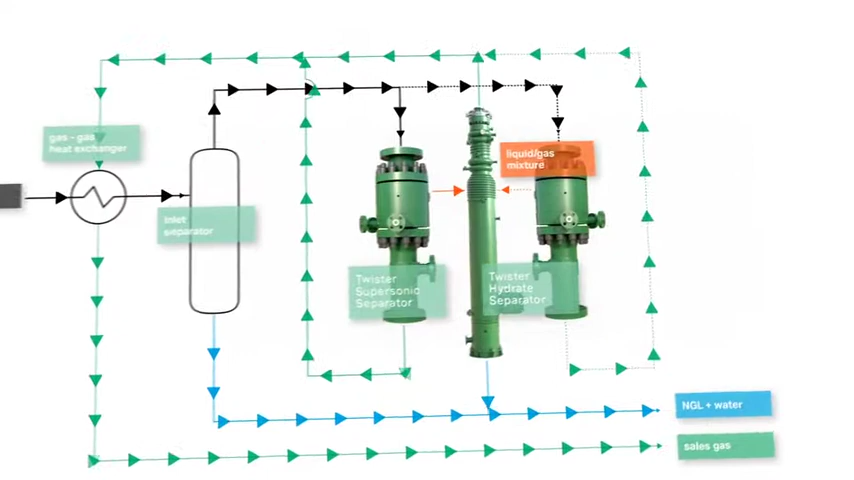 gas - gas
heat exchanger
Inlet
separator
liquid/gas
mixture
Twister
Supersonic
Separator
Twister
Hydrate
Separator
NGL + water
sales gas